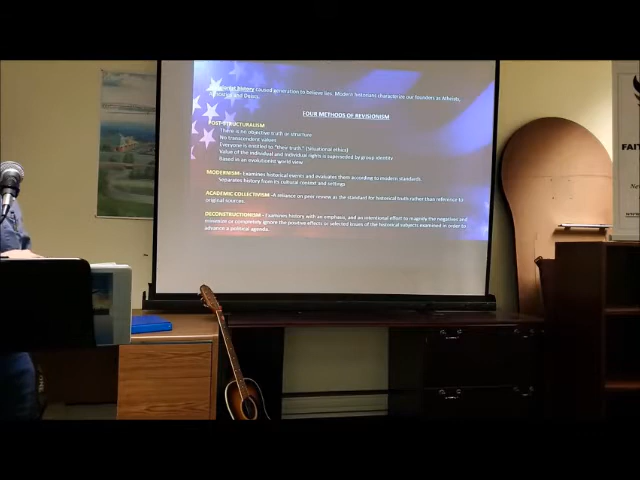 history caused generation to believe lies. Modern historians characterize our founders as Atheists,
and Deists.
FOUR METHODS OF REVISIONISM
POST-STRUCTURALISM
There is no objective truth or structure
No transcendent values
Everyone is entitled to "their truth." (Situational ethics)
Value of the individual and individual rights is superseded by group identity
Based in an evolutionist world view
MODERNISM- Examines historical events and evaluates them according to modern standards.
Separates history from its cultural context and settings
ACADEMIC COLLECTIVISM -A reliance on peer review as the standard for historical truth rather than reference to
original sources.
DECONSTRUCTIONISM - Examines history with an emphasis, and an intentional effort to magnify the negatives and
minimize or completely ignore the positive effects or selected issues of the historical subjects examined in order to
advance a political agenda.
FAIT